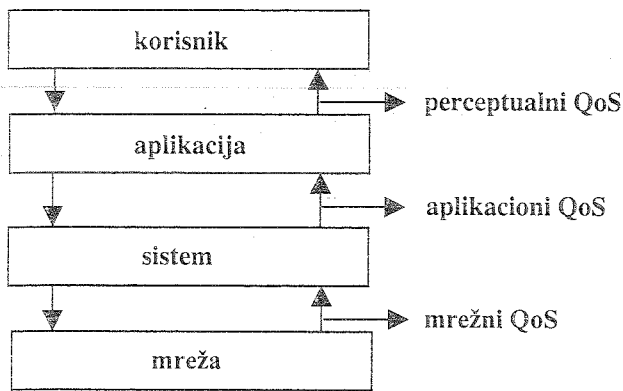 korisnik
perceptualni QoS
aplikacija
aplikacioni QoS
sistem
mrežni QoS
mreža